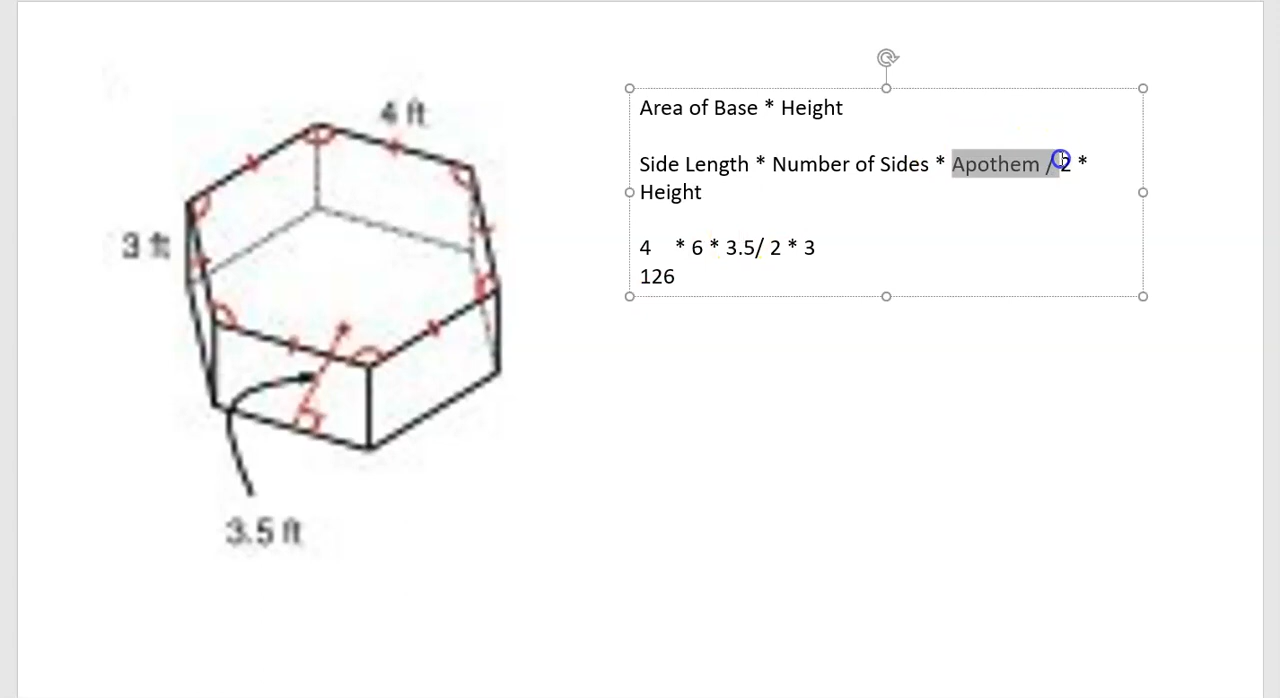 4 ft
3 ft
3.5 ft
Area of Base * Height
Side Length * Number of Sides * Apothem / 2 *
Height
4 * 6 * 3.5/ 2 * 3
126